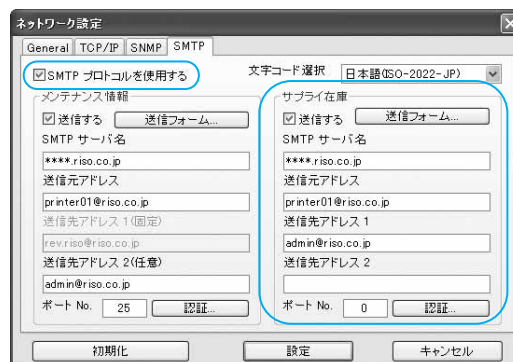 ネットワーク設定
General TCP/IP SNMP SMTP
SMTP プロトコルを使用する
文字コード選択 日本語(ISO-2022-JP)
メンテナンス情報
送信する 送信フォーム...
SMTP サーバ名
****.riso.co.jp
送信元アドレス
printer01@riso.co.jp
送信先アドレス 1(固定)
rev.riso@riso.co.jp
送信先アドレス 2(任意)
admin@riso.co.jp
ポート No. 25 認証...
サプライ在庫
送信する 送信フォーム...
SMTP サーバ名
****.riso.co.jp
送信元アドレス
printer01@riso.co.jp
送信先アドレス 1
admin@riso.co.jp
送信先アドレス 2
ポート No. 0 認証...
初期化 設定 キャンセル